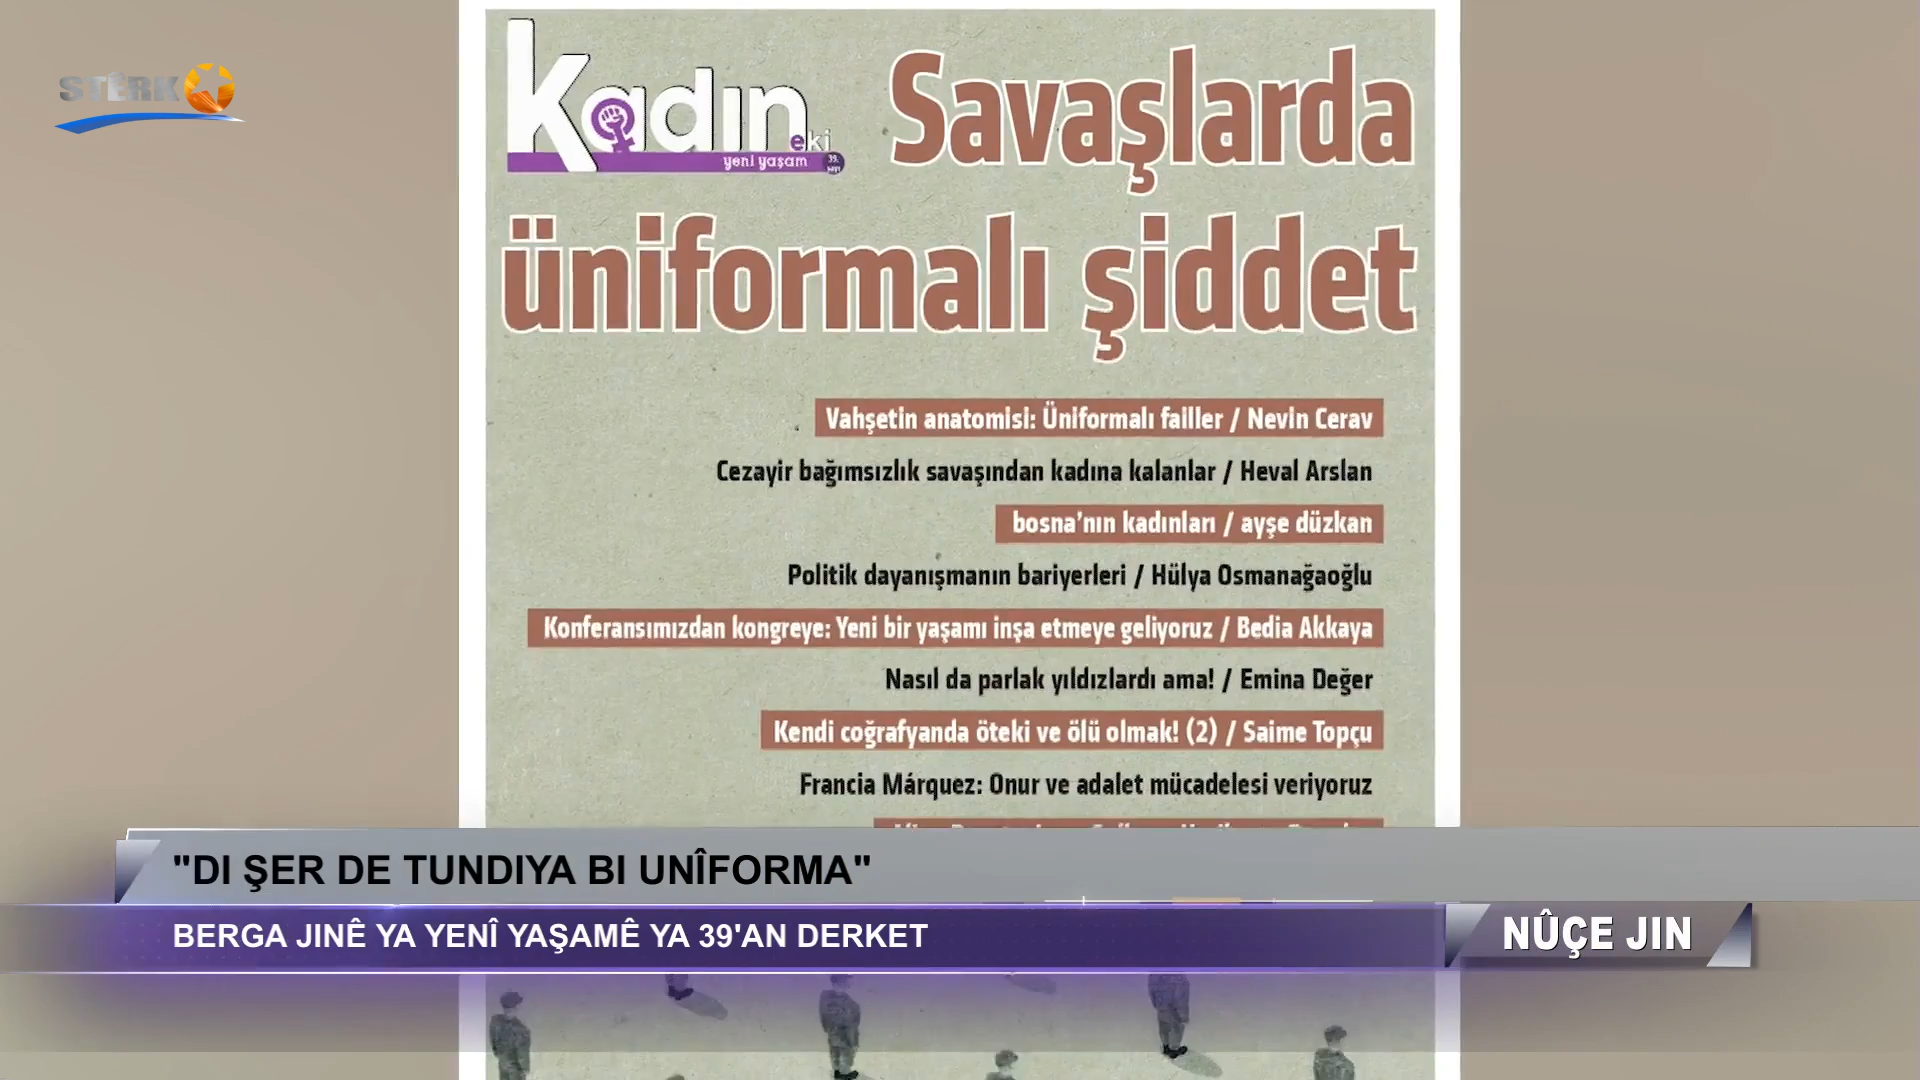 STÊRK
Kadın
eki
yeni yaşam
39.
sayı
Savaşlarda
üniformalı şiddet
Vahşetin anatomisi: Üniformalı failler / Nevin Cerav
Cezayir bağımsızlık savaşından kadına kalanlar / Heval Arslan
bosna’nın kadınları / ayşe düzkan
Politik dayanışmanın bariyerleri / Hülya Osmanağaoğlu
Konferansımızdan kongreye: Yeni bir yaşamı inşa etmeye geliyoruz / Bedia Akkaya
Nasıl da parlak yıldızlardı ama! / Emina Değer
Kendi coğrafyanda öteki ve ölü olmak! (2) / Saime Topçu
Francia Márquez: Onur ve adalet mücadelesi veriyoruz
"DI ŞER DE TUNDIYA BI UNÎFORMA"
BERGA JINÊ YA YENÎ YAŞAMÊ YA 39'AN DERKET
NÛÇE JIN